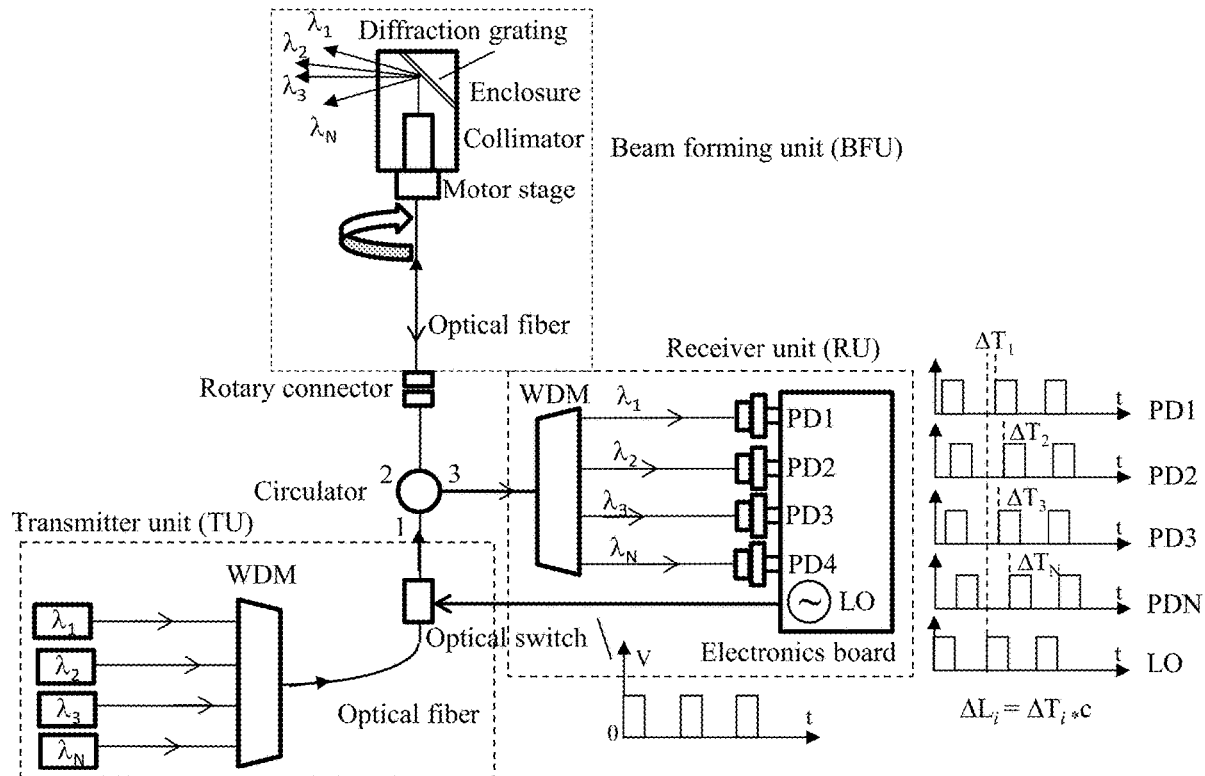 λ₁
λ₂
λ₃
λN
Diffraction grating
Enclosure
Collimator
Motor stage
Beam forming unit (BFU)
Optical fiber
Rotary connector
Receiver unit (RU)
WDM
λ₁
λ₂
λ₃
λN
PD1
PD2
PD3
PD4
LO
Electronics board
2
3
1
Circulator
Transmitter unit (TU)
WDM
λ₁
λ₂
λ₃
λN
Optical switch
Optical fiber
V
0
t
ΔT₁
t
PD1
ΔT₂
t
PD2
ΔT₃
t
PD3
ΔTN
t
PDN
t
LO
ΔLᵢ = ΔTᵢ*c